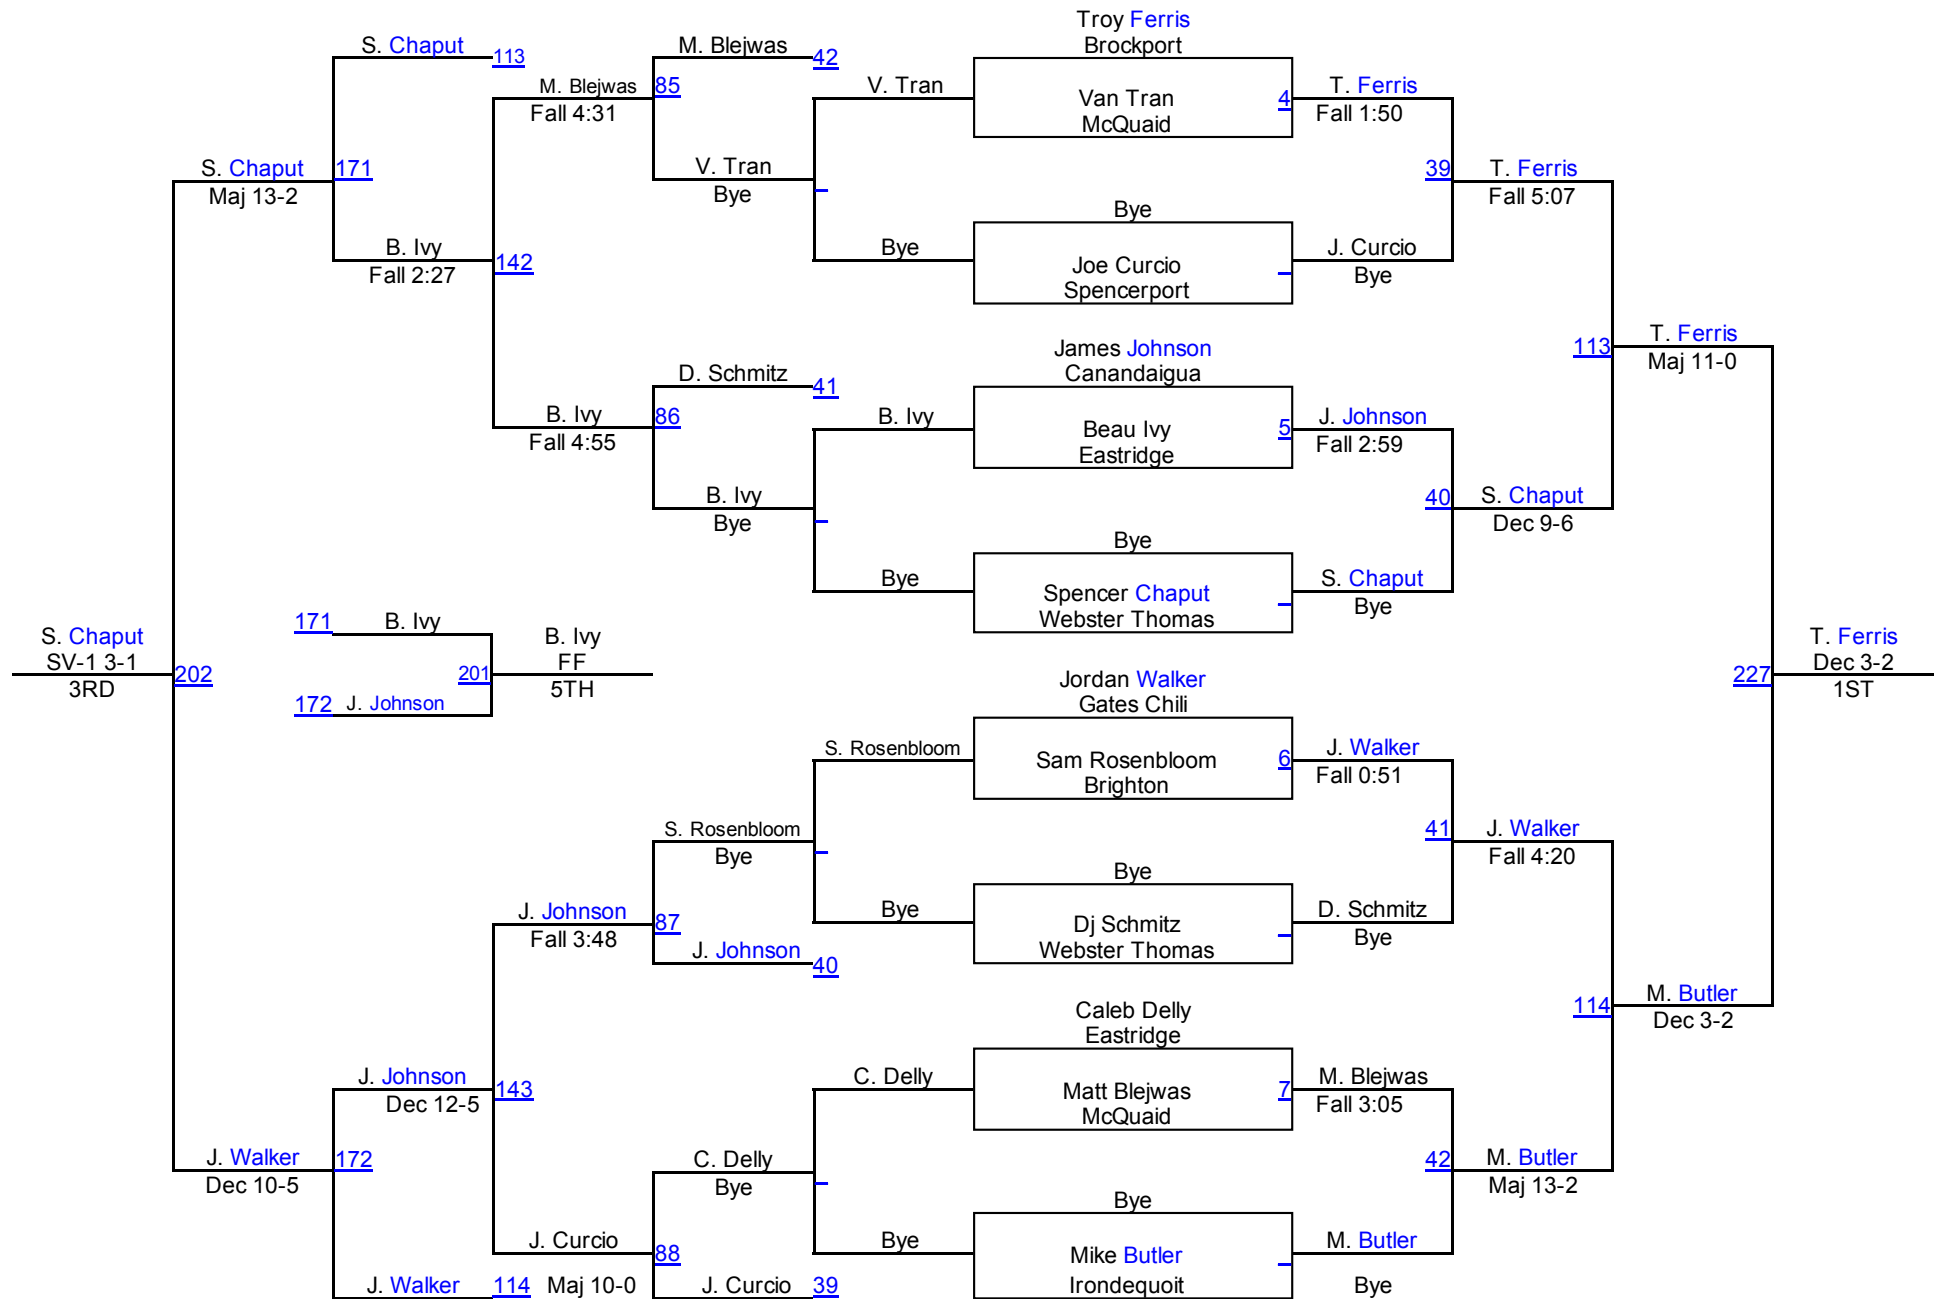 Troy Ferris
Brockport
S. Chaput
113
M. Blejwas
42
M. Blejwas
85
Fall 4:31
V. Tran
Van Tran
McQuaid
4
T. Ferris
Fall 1:50
S. Chaput
171
Maj 13-2
V. Tran
Bye
39
T. Ferris
Fall 5:07
Bye
B. Ivy
Fall 2:27
142
Bye
Joe Curcio
Spencerport
J. Curcio
Bye
James Johnson
Canandaigua
113
T. Ferris
Maj 11-0
D. Schmitz
41
B. Ivy
86
Fall 4:55
B. Ivy
Beau Ivy
Eastridge
5
J. Johnson
Fall 2:59
B. Ivy
Bye
40
S. Chaput
Dec 9-6
Bye
Bye
Spencer Chaput
Webster Thomas
S. Chaput
Bye
S. Chaput
SV-1 3-1
3RD
202
171
B. Ivy
201
172
J. Johnson
B. Ivy
FF
5TH
227
T. Ferris
Dec 3-2
1ST
Jordan Walker
Gates Chili
S. Rosenbloom
Sam Rosenbloom
Brighton
6
J. Walker
Fall 0:51
S. Rosenbloom
Bye
41
J. Walker
Fall 4:20
Bye
J. Johnson
Fall 3:48
87
Bye
Dj Schmitz
Webster Thomas
D. Schmitz
Bye
J. Johnson
40
114
M. Butler
Dec 3-2
Caleb Delly
Eastridge
J. Johnson
Dec 12-5
143
C. Delly
Matt Blejwas
McQuaid
7
M. Blejwas
Fall 3:05
J. Walker
172
Dec 10-5
C. Delly
Bye
42
M. Butler
Maj 13-2
Bye
J. Curcio
Maj 10-0
88
Bye
Mike Butler
Irondequoit
M. Butler
Bye
J. Walker
114
J. Curcio
39